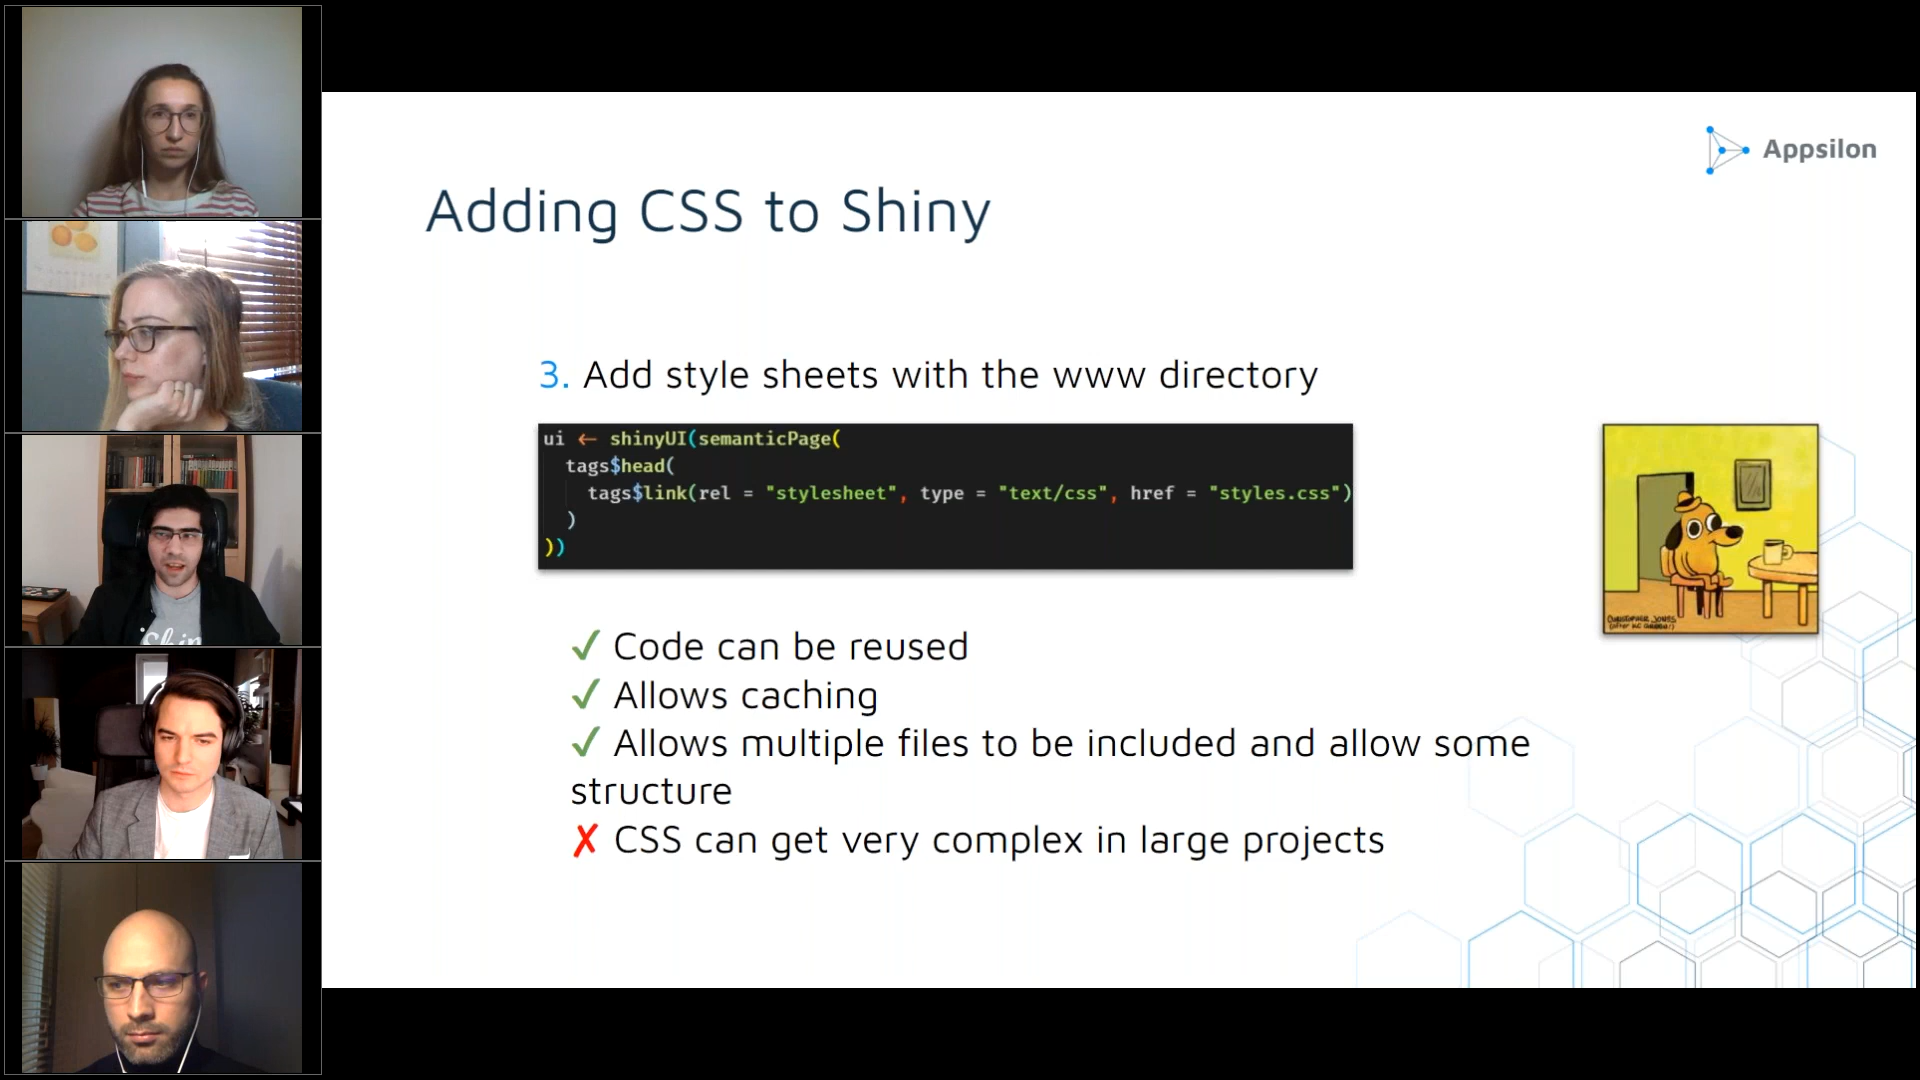 Appsilon
Adding CSS to Shiny
3. Add style sheets with the www directory
ui ← shinyUI(semanticPage(
tags$head(
tags$link(rel = "stylesheet", type = "text/css", href = "styles.css")
)
))
✓ Code can be reused
✓ Allows caching
✓ Allows multiple files to be included and allow some
structure
✗ CSS can get very complex in large projects
CHRISTOPHER JONES